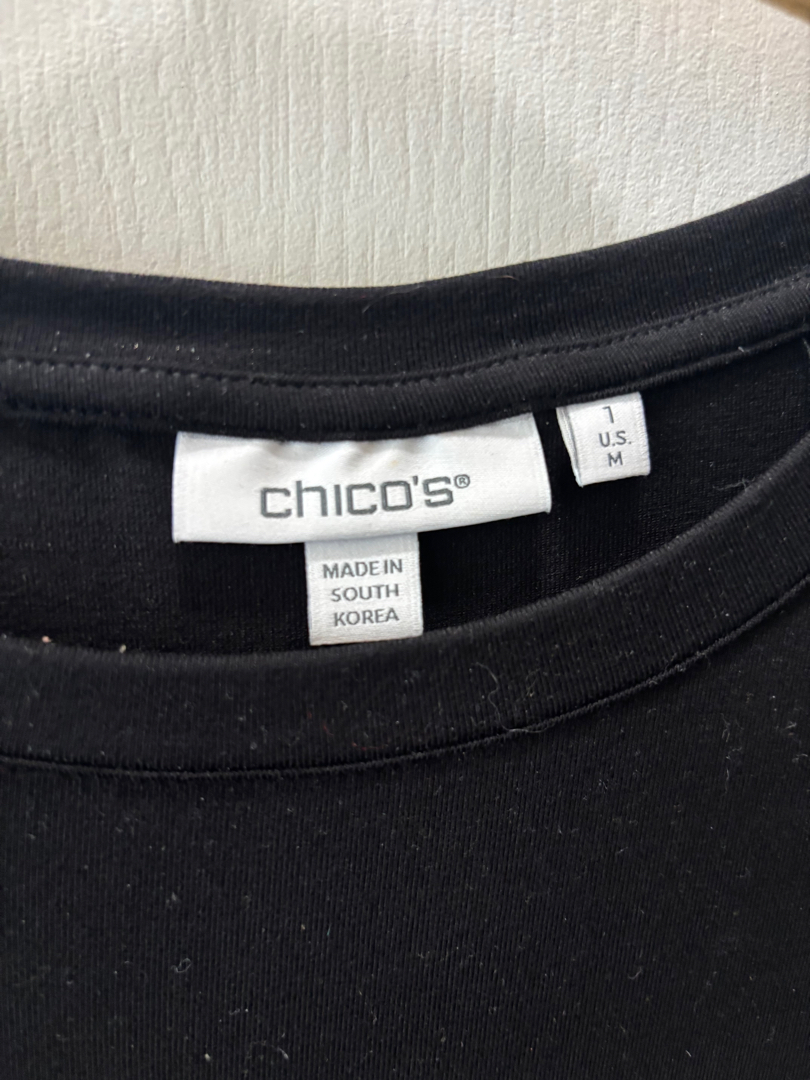 chico's®
1
U.S.
M
MADE IN
SOUTH
KOREA